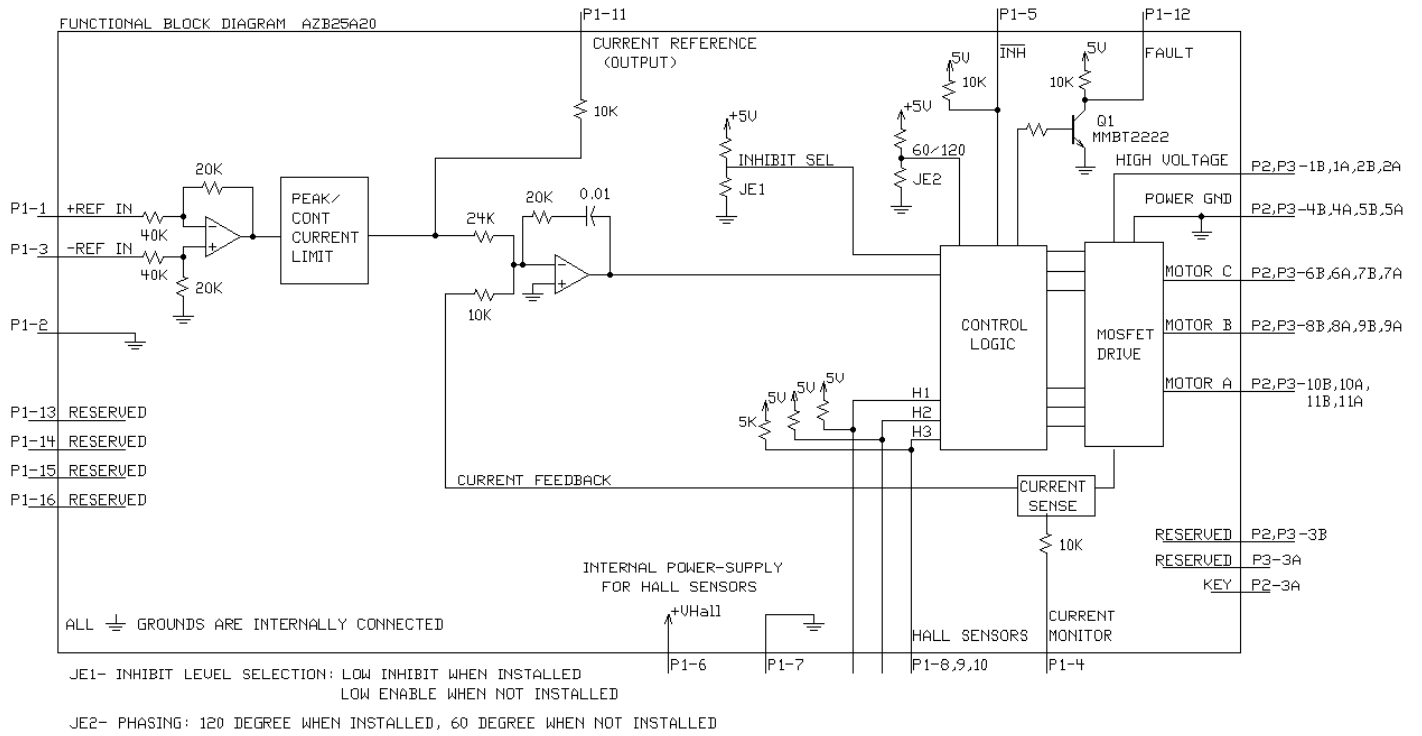 FUNCTIONAL BLOCK DIAGRAM AZB25A20
P1-11
P1-5
P1-12
CURRENT REFERENCE
(OUTPUT)
INH
FAULT
5V
10K
5V
10K
10K
Q1
MMBT2222
+5V
INHIBIT SEL
JE1
+5V
60/120
JE2
HIGH VOLTAGE
P2,P3-1B,1A,2B,2A
POWER GND
P2,P3-4B,4A,5B,5A
P1-1
+REF IN
40K
20K
P1-3
-REF IN
40K
20K
PEAK/
CONT
CURRENT
LIMIT
24K
20K
0.01
10K
P1-2
CONTROL
LOGIC
MOSFET
DRIVE
MOTOR C
P2,P3-6B,6A,7B,7A
MOTOR B
P2,P3-8B,8A,9B,9A
MOTOR A
P2,P3-10B,10A,
11B,11A
5V
5V
5V
5K
H1
H2
H3
P1-13 RESERVED
P1-14 RESERVED
P1-15 RESERVED
P1-16 RESERVED
CURRENT FEEDBACK
CURRENT
SENSE
10K
RESERVED
P2,P3-3B
RESERVED
P3-3A
KEY
P2-3A
INTERNAL POWER-SUPPLY
FOR HALL SENSORS
+VHall
ALL GROUNDS ARE INTERNALLY CONNECTED
HALL SENSORS
CURRENT
MONITOR
P1-6
P1-7
P1-8,9,10
P1-4
JE1- INHIBIT LEVEL SELECTION: LOW INHIBIT WHEN INSTALLED
LOW ENABLE WHEN NOT INSTALLED
JE2- PHASING: 120 DEGREE WHEN INSTALLED, 60 DEGREE WHEN NOT INSTALLED